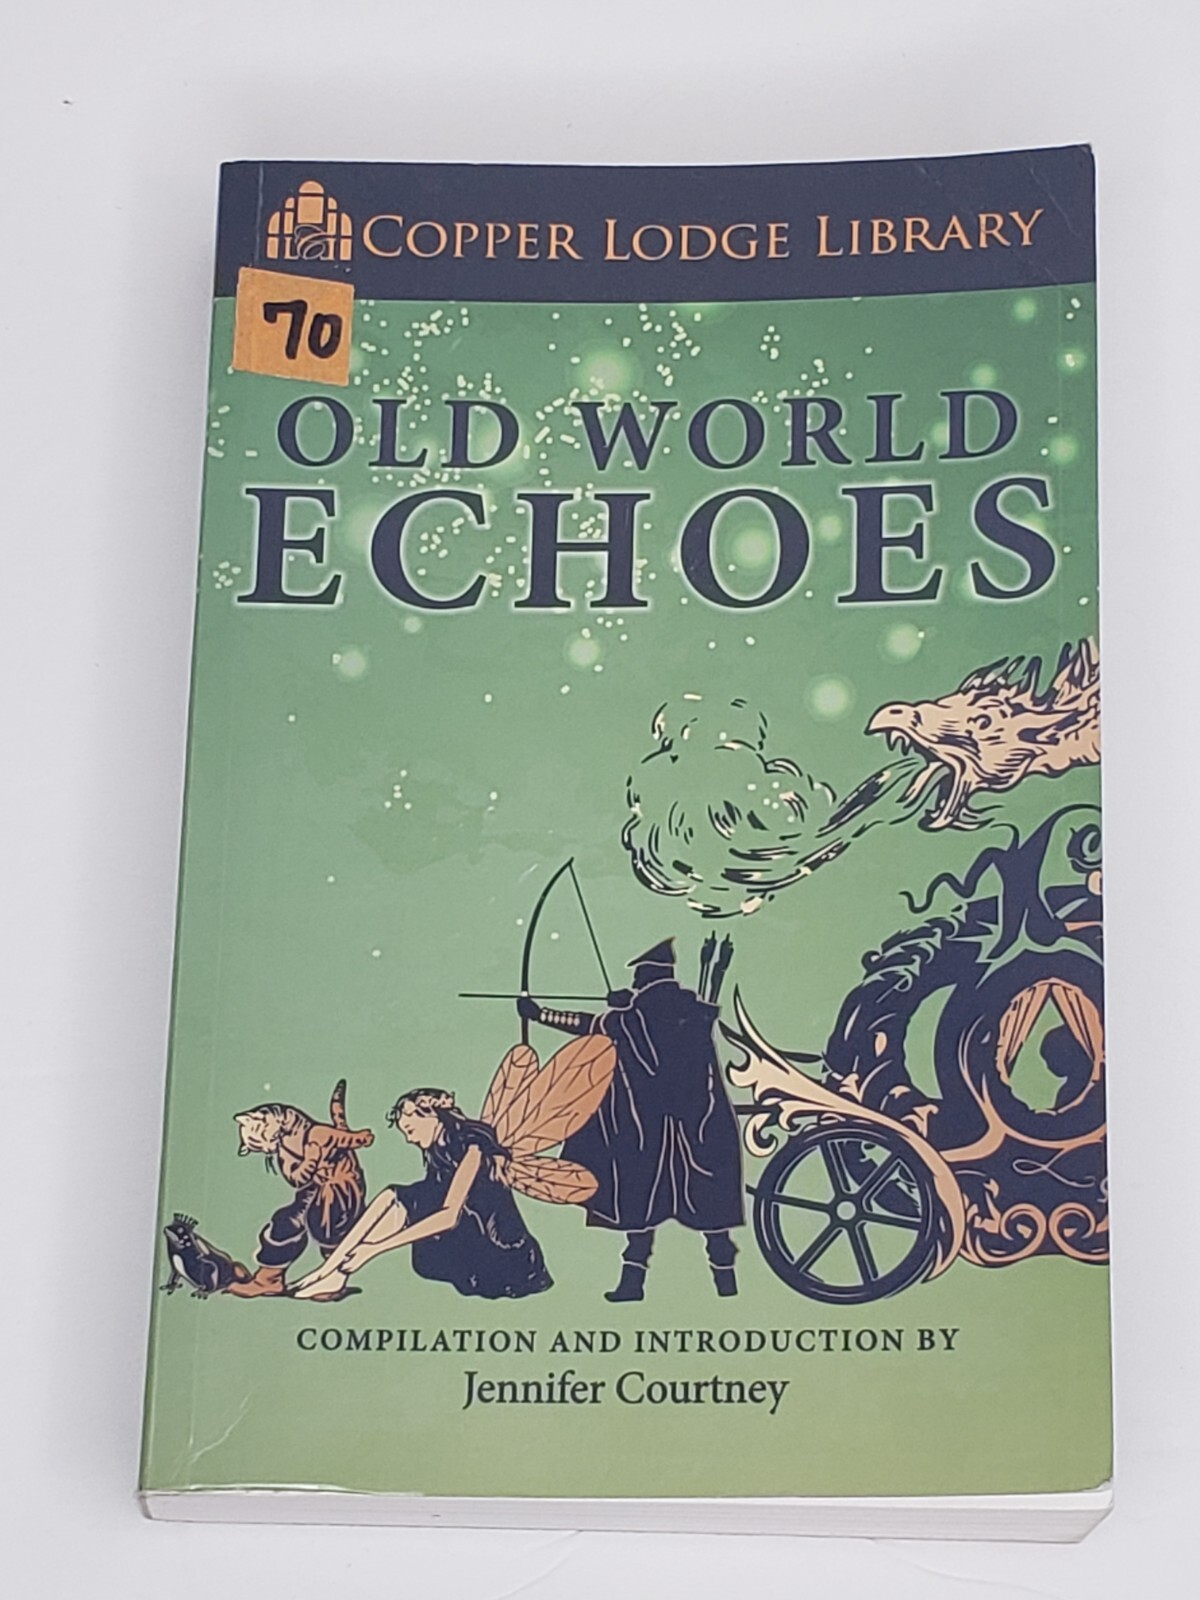 COPPER LODGE LIBRARY
70
OLD WORLD
ECHOES
COMPILATION AND INTRODUCTION BY
Jennifer Courtney